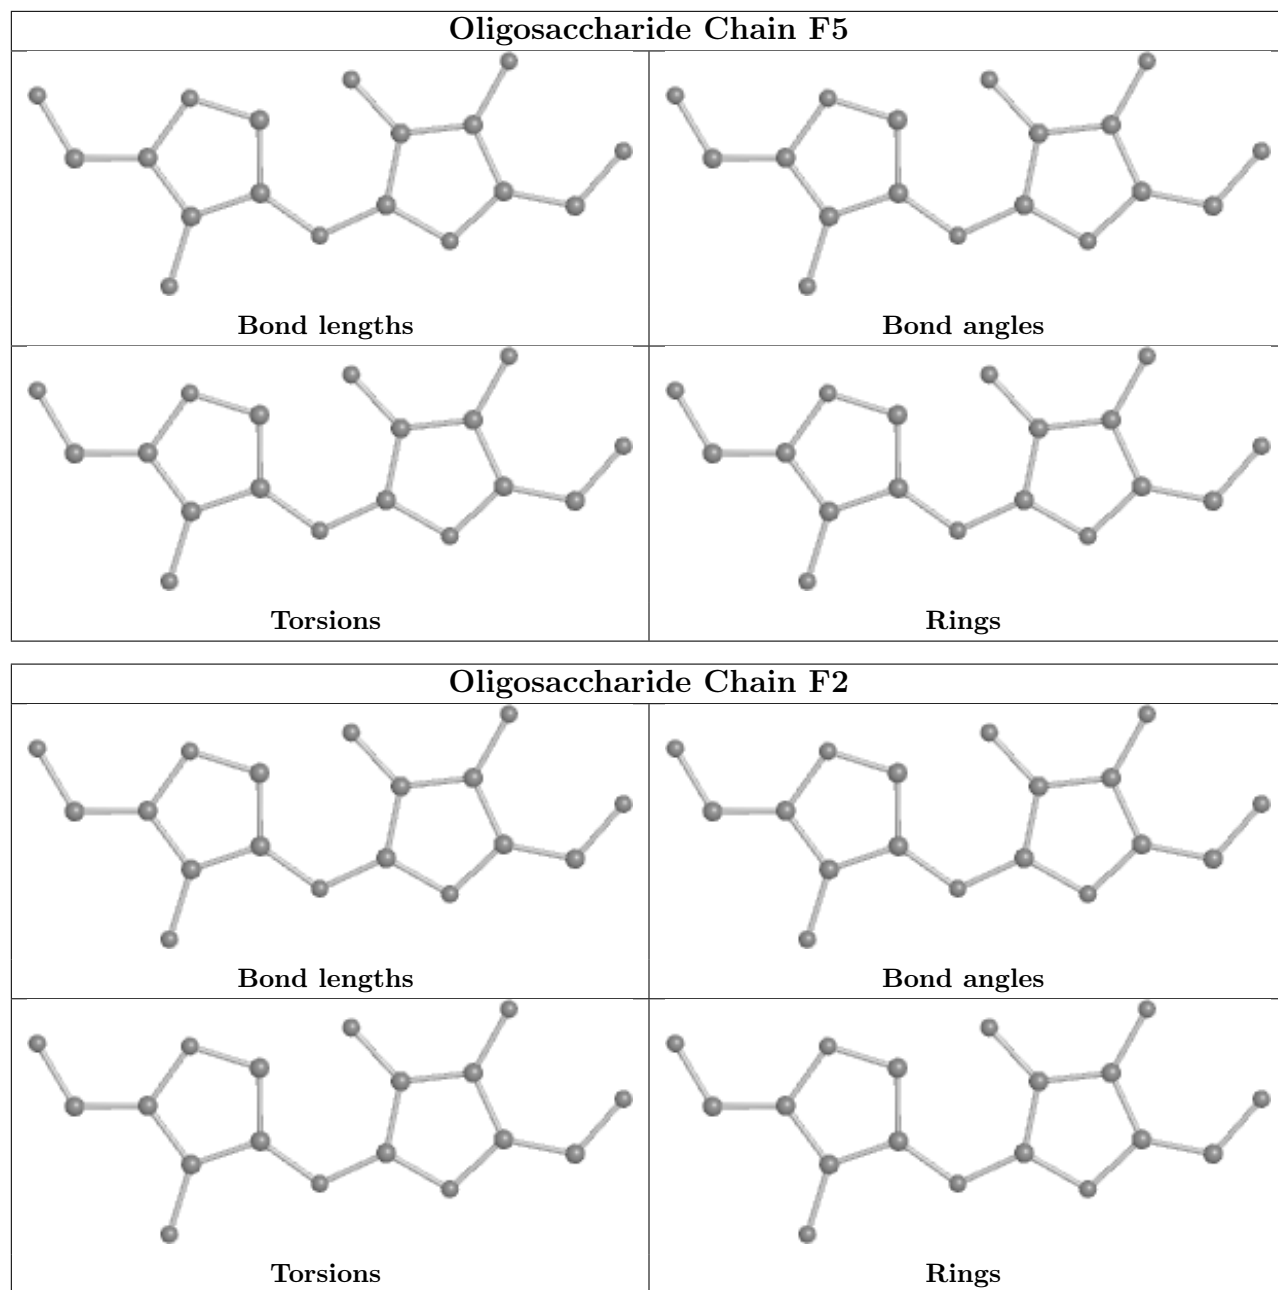 Oligosaccharide Chain F5
Bond lengths
Bond angles
Torsions
Rings
Oligosaccharide Chain F2
Bond lengths
Bond angles
Torsions
Rings